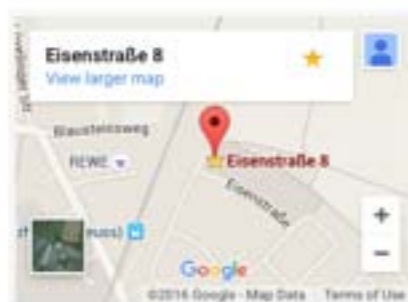 Eisenstraße 8
View larger map
Blausteinsweg
REWE
Eisenstraße 8
Eisenstraße
+
−
Google
©2016 Google - Map Data
Terms of Use